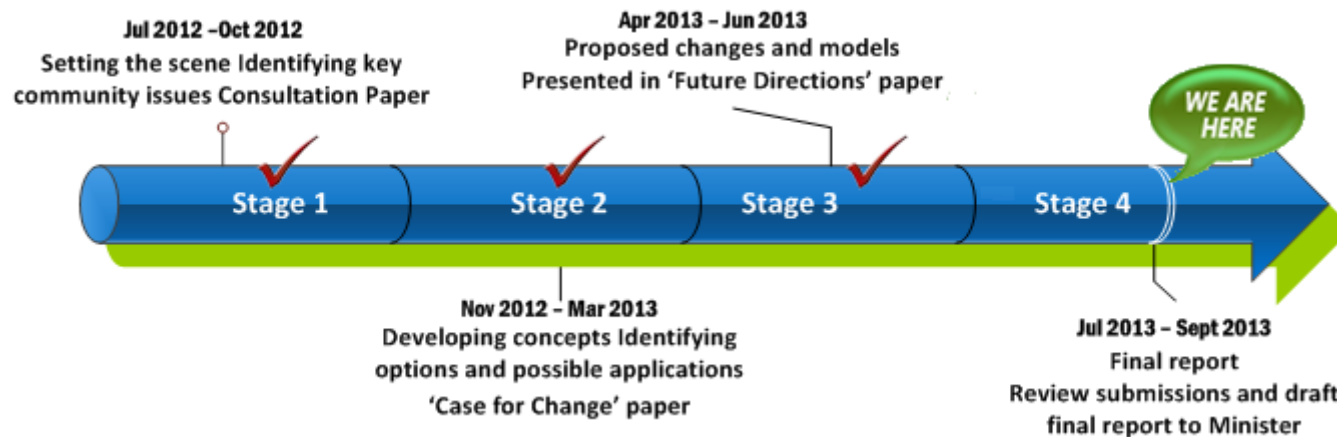 Jul 2012 –Oct 2012
Setting the scene Identifying key
community issues Consultation Paper
Apr 2013 – Jun 2013
Proposed changes and models
Presented in ‘Future Directions’ paper
WE ARE
HERE
Stage 1
Stage 2
Stage 3
Stage 4
Nov 2012 – Mar 2013
Developing concepts Identifying
options and possible applications
‘Case for Change’ paper
Jul 2013 – Sept 2013
Final report
Review submissions and draft
final report to Minister